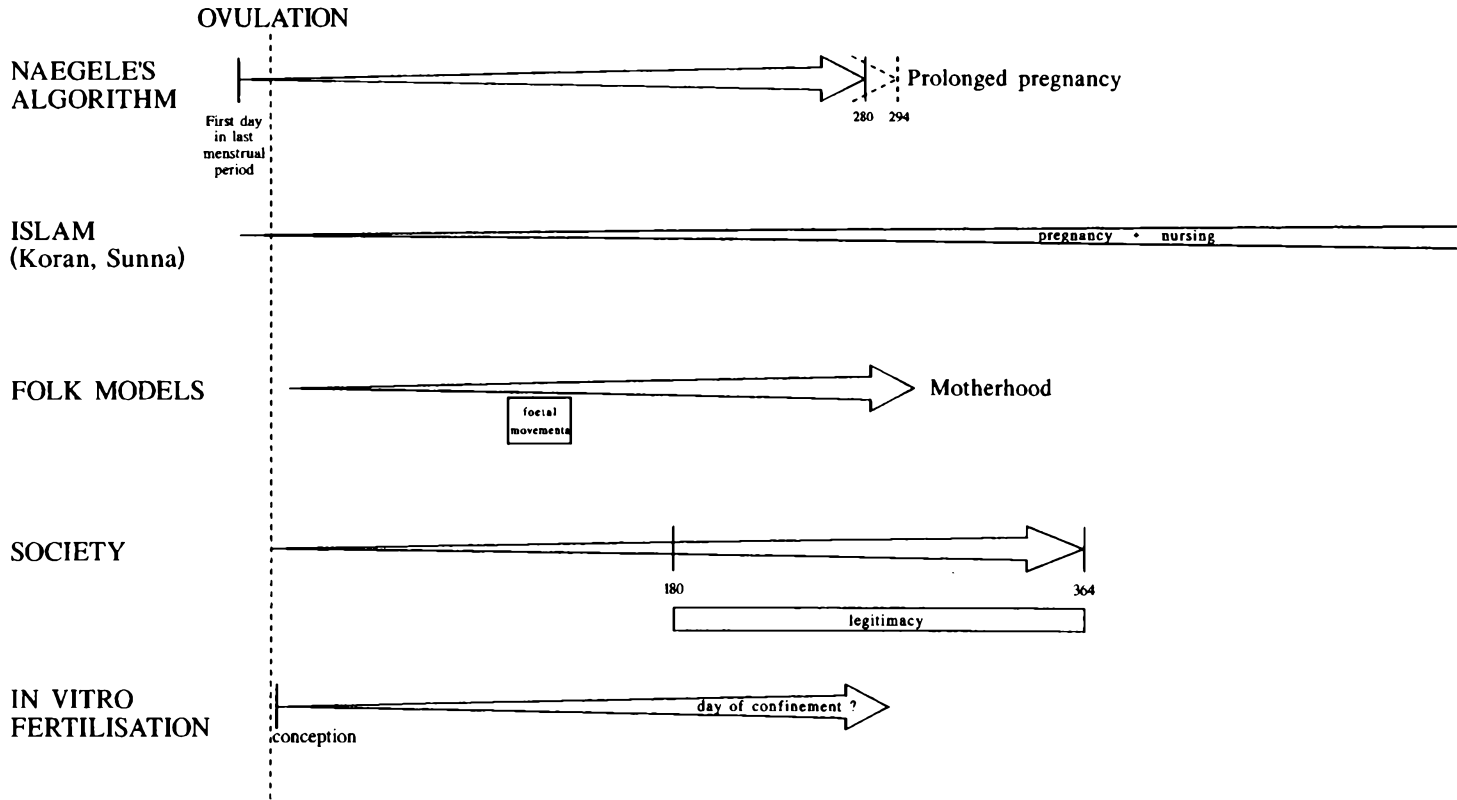 OVULATION
NAEGELE'S
ALGORITHM
Prolonged pregnancy
280 294
First day
in last
menstrual
period
ISLAM
(Koran, Sunna)
pregnancy + nursing
FOLK MODELS
Motherhood
foetal
movements
SOCIETY
180 364
legitimacy
IN VITRO
FERTILISATION
day of confinement ?
conception